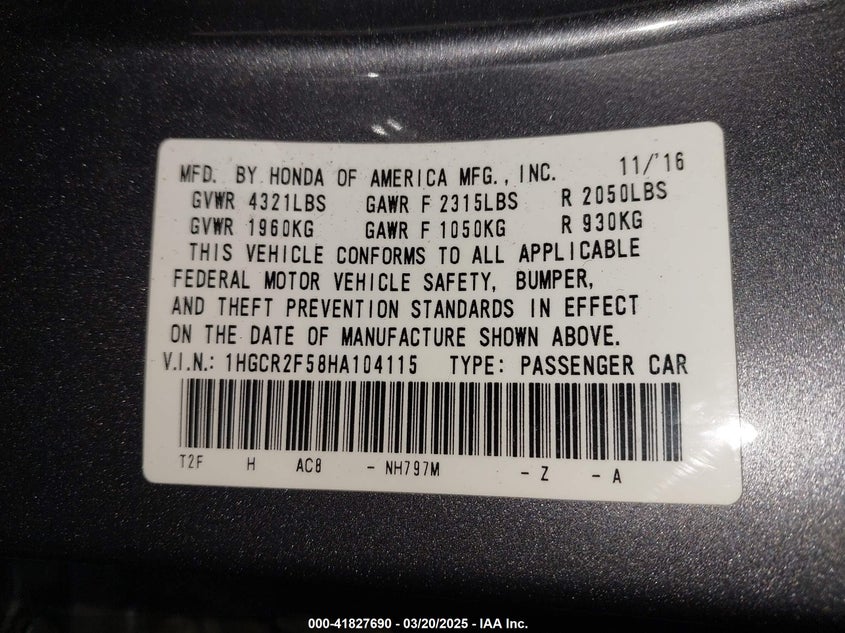 MFD. BY HONDA OF AMERICA MFG., INC. 11/'16
GVWR 4321LBS GAWR F 2315LBS R 2050LBS
GVWR 1960KG GAWR F 1050KG R 930KG
THIS VEHICLE CONFORMS TO ALL APPLICABLE
FEDERAL MOTOR VEHICLE SAFETY, BUMPER,
AND THEFT PREVENTION STANDARDS IN EFFECT
ON THE DATE OF MANUFACTURE SHOWN ABOVE.
V.I.N.: 1HGCR2F58HA104115 TYPE: PASSENGER CAR
T2F H AC8 - NH797M - Z - A
000-41827690 - 03/20/2025 - IAA Inc.